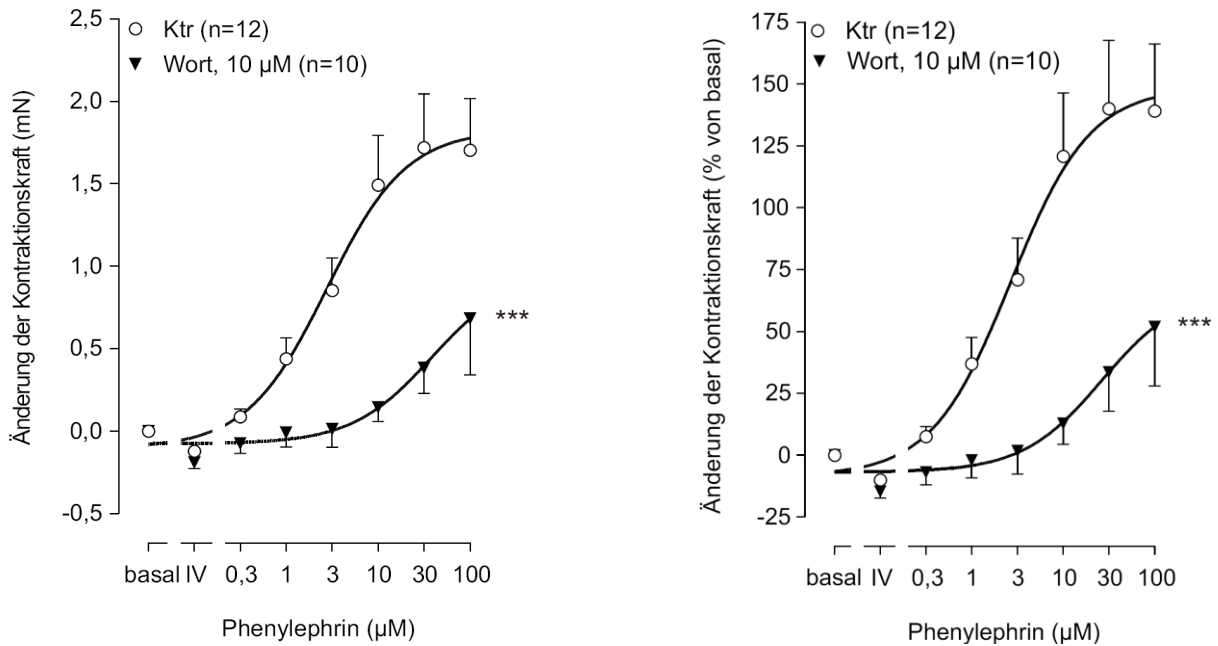 Änderung der Kontraktionskraft (mN)
2,5
2,0
1,5
1,0
0,5
0,0
-0,5
Ktr (n=12)
Wort, 10 µM (n=10)
***
basal IV 0,3 1 3 10 30 100
Phenylephrin (µM)
Änderung der Kontraktionskraft (% von basal)
175
150
125
100
75
50
25
0
-25
Ktr (n=12)
Wort, 10 µM (n=10)
***
basal IV 0,3 1 3 10 30 100
Phenylephrin (µM)